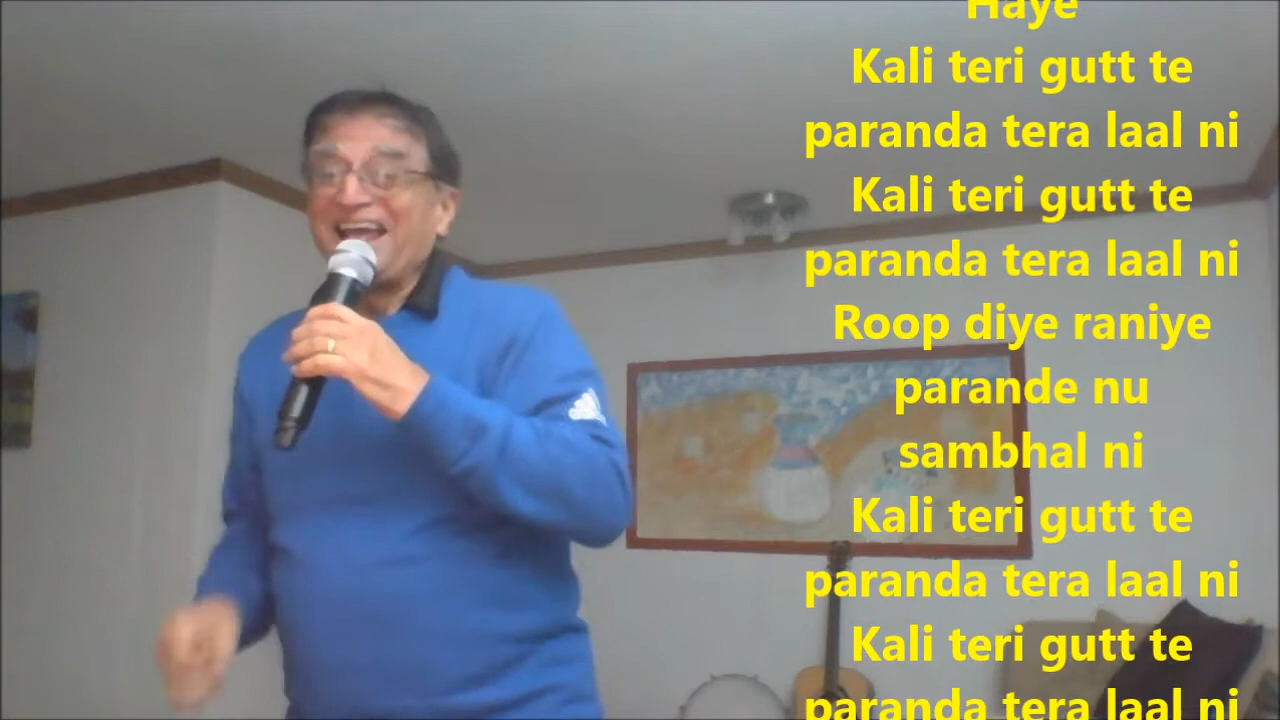 Haye
Kali teri gutt te
paranda tera laal ni
Kali teri gutt te
paranda tera laal ni
Roop diye raniye
parande nu
sambhal ni
Kali teri gutt te
paranda tera laal ni
Kali teri gutt te
paranda tera laal ni